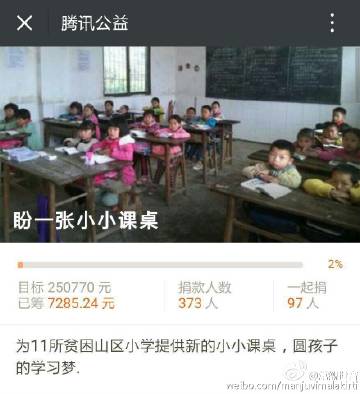 腾讯公益
盼一张小小课桌
2%
目标 250770 元
捐款人数
一起捐
已筹 7285.24 元
373 人
97 人
为11所贫困山区小学提供新的小小课桌，圆孩子
的学习梦.
weibo.com/manjuvimalakirti